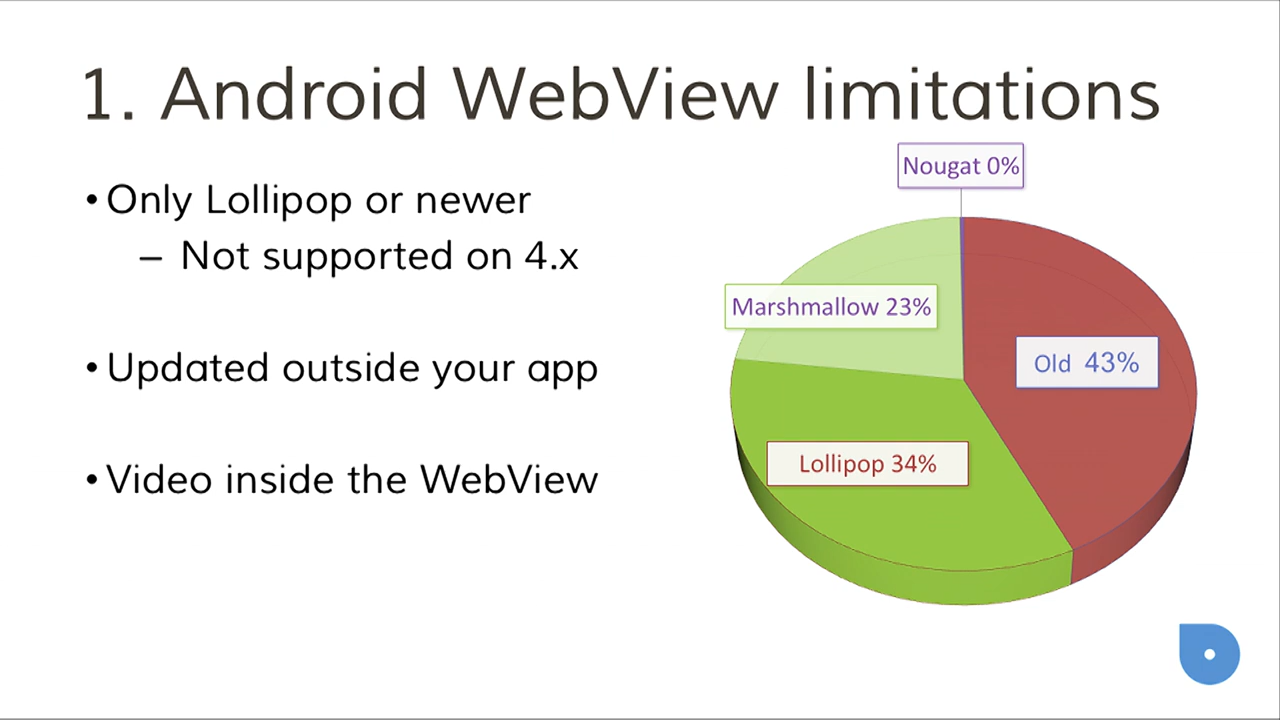 1. Android WebView limitations
• Only Lollipop or newer
– Not supported on 4.x
• Updated outside your app
• Video inside the WebView
Nougat 0%
Marshmallow 23%
Old 43%
Lollipop 34%